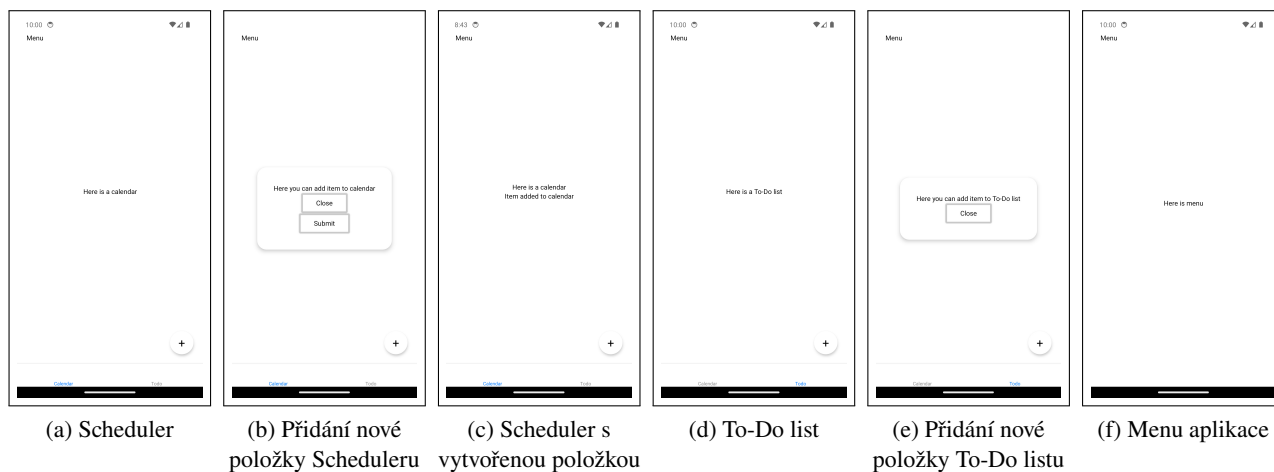 10:00
Menu
Here is a calendar
+
Calendar Todo
(a) Scheduler
Menu
Here you can add item to calendar
Close
Submit
+
Calendar Todo
(b) Přidání nové
položky Scheduleru
8:43
Menu
Here is a calendar
Item added to calendar
+
Calendar Todo
(c) Scheduler s
vytvořenou položkou
10:00
Menu
Here is a To-Do list
+
Calendar Todo
(d) To-Do list
Menu
Here you can add item to To-Do list
Close
+
Calendar Todo
(e) Přidání nové
položky To-Do listu
10:00
Menu
Here is menu
(f) Menu aplikace